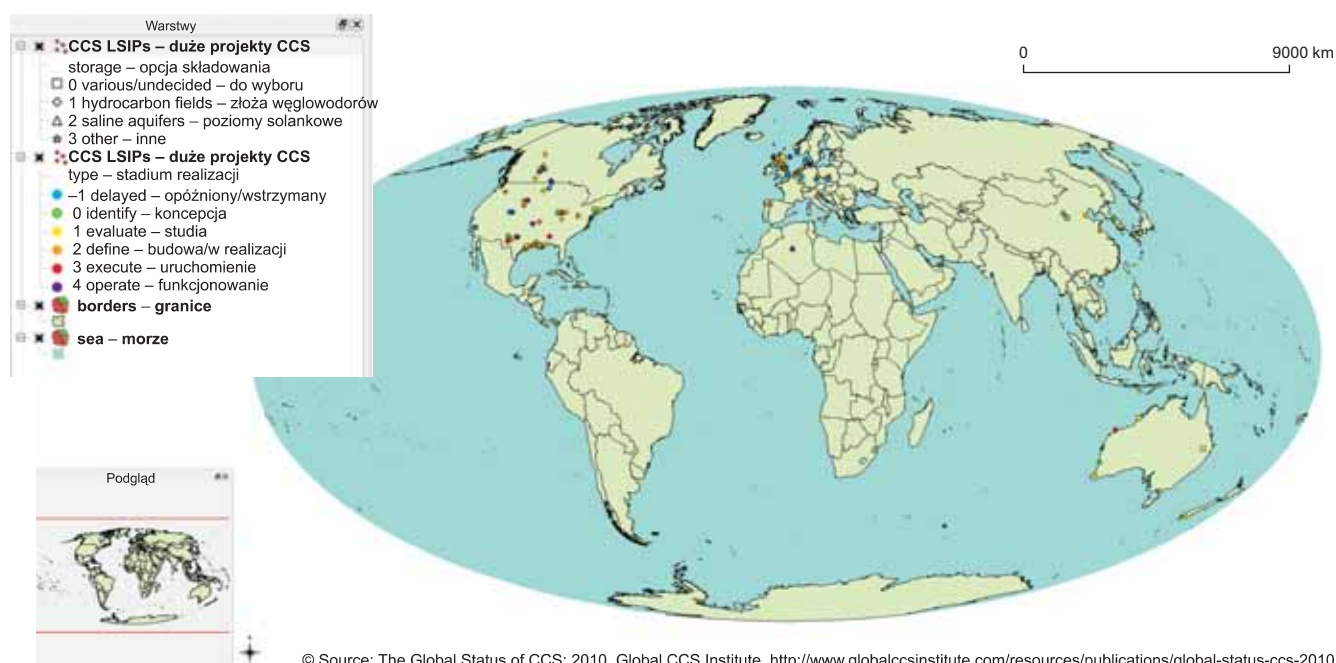 Warstwy
CCS LSIPs – duże projekty CCS
storage – opcja składowania
0 various/undecided – do wyboru
1 hydrocarbon fields – złoża węglowodorów
2 saline aquifers – poziomy solankowe
3 other – inne
CCS LSIPs – duże projekty CCS
type – stadium realizacji
–1 delayed – opóźniony/wstrzymany
0 identify – koncepcja
1 evaluate – studia
2 define – budowa/w realizacji
3 execute – uruchomienie
4 operate – funkcjonowanie
borders – granice
sea – morze
0 9000 km
Podgląd
© Source: The Global Status of CCS: 2010, Global CCS Institute, http://www.globalccsinstitute.com/resources/publications/global-status-ccs-2010